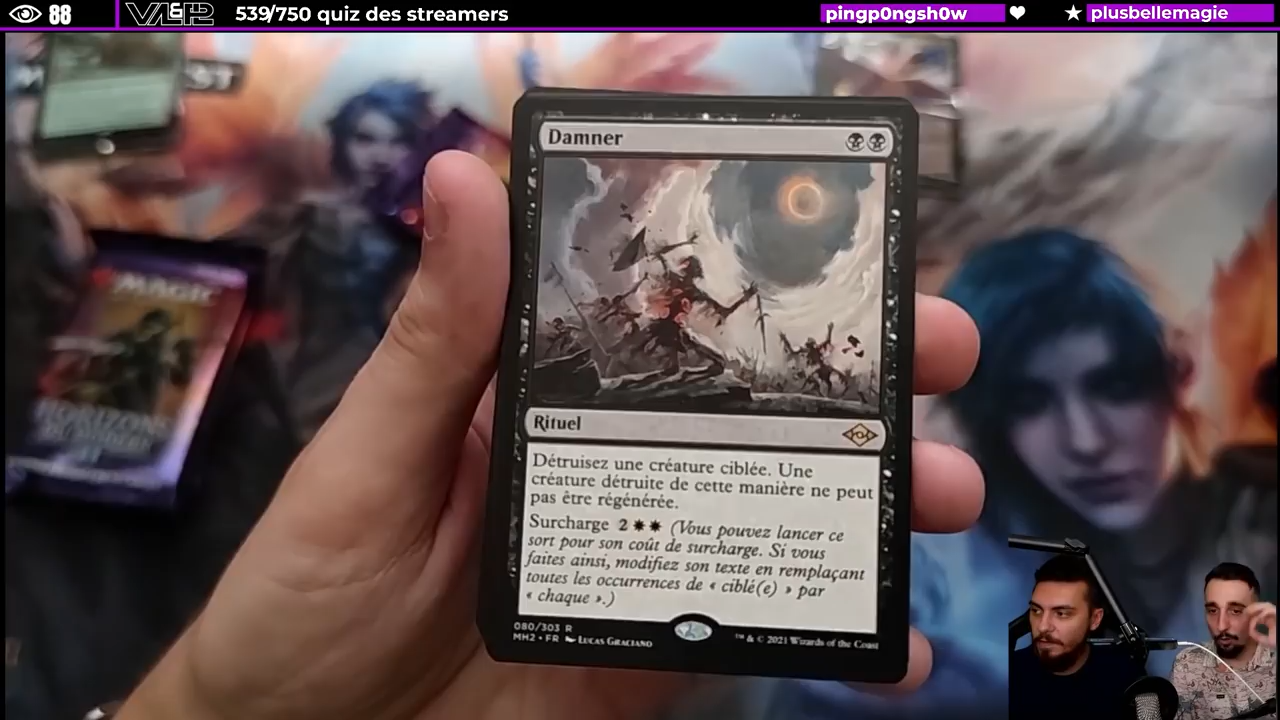 88
VL&P
539/750 quiz des streamers
pingp0ngsh0w
plusbellemagie
ST
Damner
MAGIC
HORIZONS
Rituel
Détruisez une créature ciblée. Une
créature détruite de cette manière ne peut
pas être régénérée.
Surcharge 2 (Vous pouvez lancer ce
sort pour son coût de surcharge. Si vous
faites ainsi, modifiez son texte en remplaçant
toutes les occurrences de « ciblé(e) » par
« chaque ».)
080/303 R
MH2 • FR LUCAS GRACIANO
™ & © 2021 Wizards of the Coast